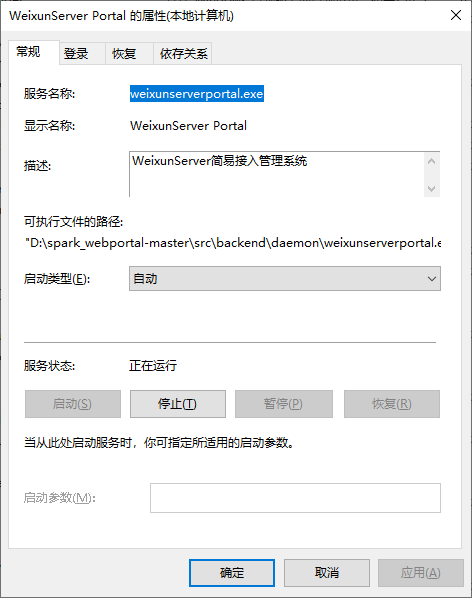 WeixunServer Portal 的属性(本地计算机)
常规 登录 恢复 依存关系
服务名称: weixunserverportal.exe
显示名称: WeixunServer Portal
描述: WeixunServer简易接入管理系统
可执行文件的路径:
"D:\spark_webportal-master\src\backend\daemon\weixunserverportal.e
启动类型(E): 自动
服务状态: 正在运行
启动(S) 停止(T) 暂停(P) 恢复(R)
当从此处启动服务时，你可指定所适用的启动参数。
启动参数(M):
确定 取消 应用(A)